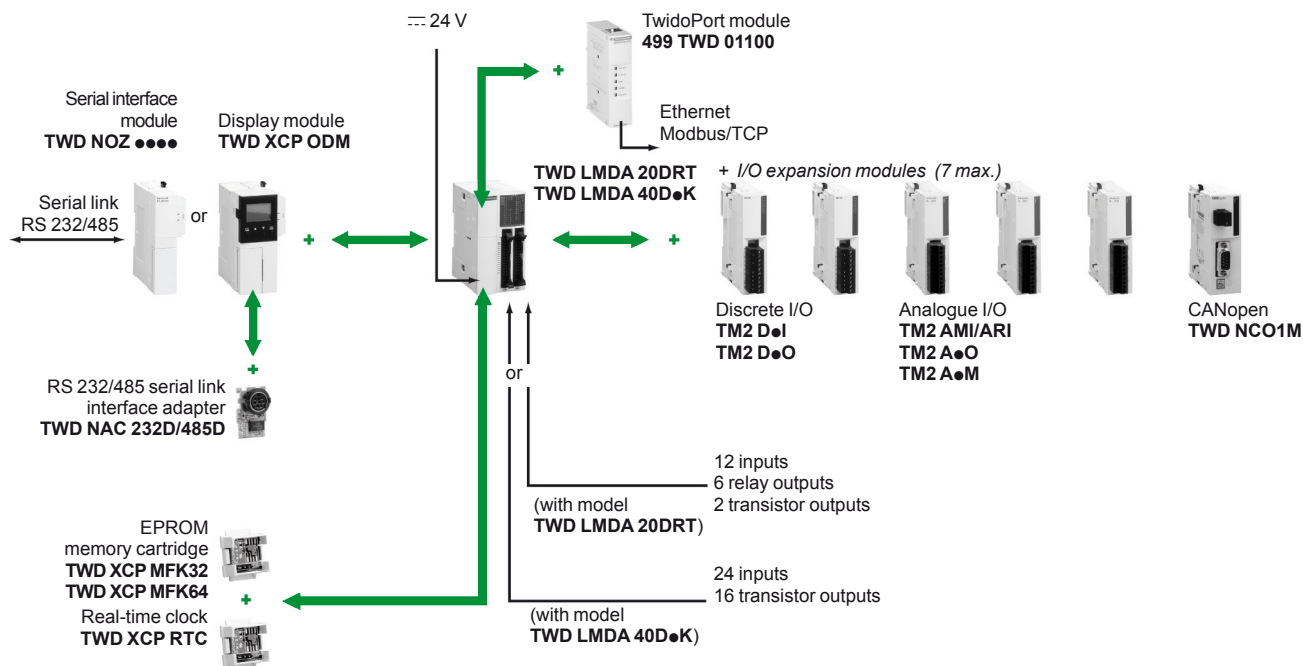 ⎓ 24 V
TwidoPort module
499 TWD 01100
Ethernet
Modbus/TCP
Serial interface
module
TWD NOZ ●●●●
Display module
TWD XCP ODM
Serial link
RS 232/485
or
+
+
+
TWD LMDA 20DRT
TWD LMDA 40D●K
+ I/O expansion modules (7 max.)
Discrete I/O
TM2 D●I
TM2 D●O
Analogue I/O
TM2 AMI/ARI
TM2 A●O
TM2 A●M
CANopen
TWD NCO1M
+
RS 232/485 serial link
interface adapter
TWD NAC 232D/485D
or
12 inputs
6 relay outputs
2 transistor outputs
(with model
TWD LMDA 20DRT)
EPROM
memory cartridge
TWD XCP MFK32
TWD XCP MFK64
+
Real-time clock
TWD XCP RTC
24 inputs
16 transistor outputs
(with model
TWD LMDA 40D●K)